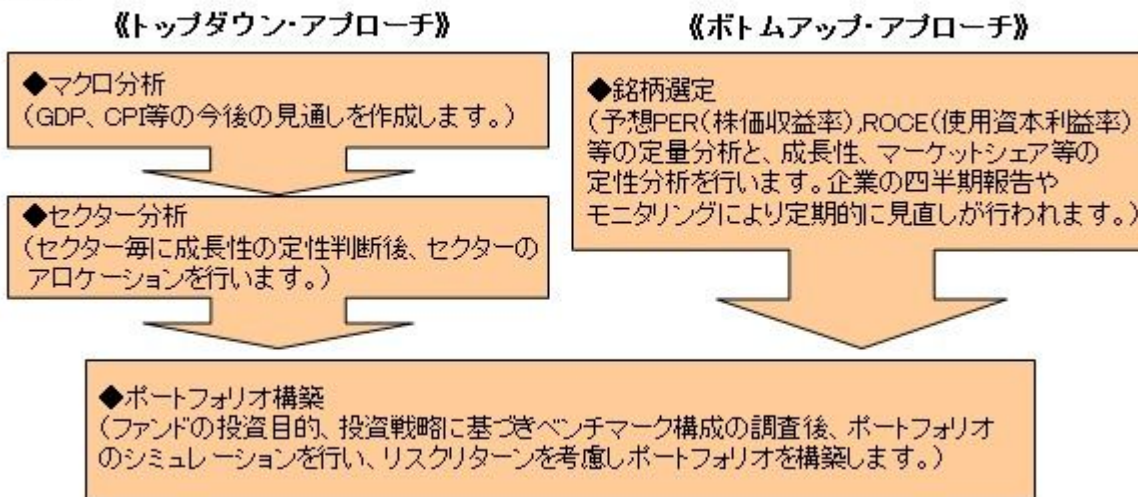 《トップダウン・アプローチ》
◆マクロ分析
(GDP、CPI等の今後の見通しを作成します。)
◆セクター分析
(セクター毎に成長性の定性判断後、セクターの
アロケーションを行います。)
《ボトムアップ・アプローチ》
◆銘柄選定
(予想PER(株価収益率),ROCE(使用資本利益率)
等の定量分析と、成長性、マーケットシェア等の
定性分析を行います。企業の四半期報告や
モニタリングにより定期的に見直しが行われます。)
◆ポートフォリオ構築
(ファンドの投資目的、投資戦略に基づきベンチマーク構成の調査後、ポートフォリオ
のシミュレーションを行い、リスクリターンを考慮しポートフォリオを構築します。)